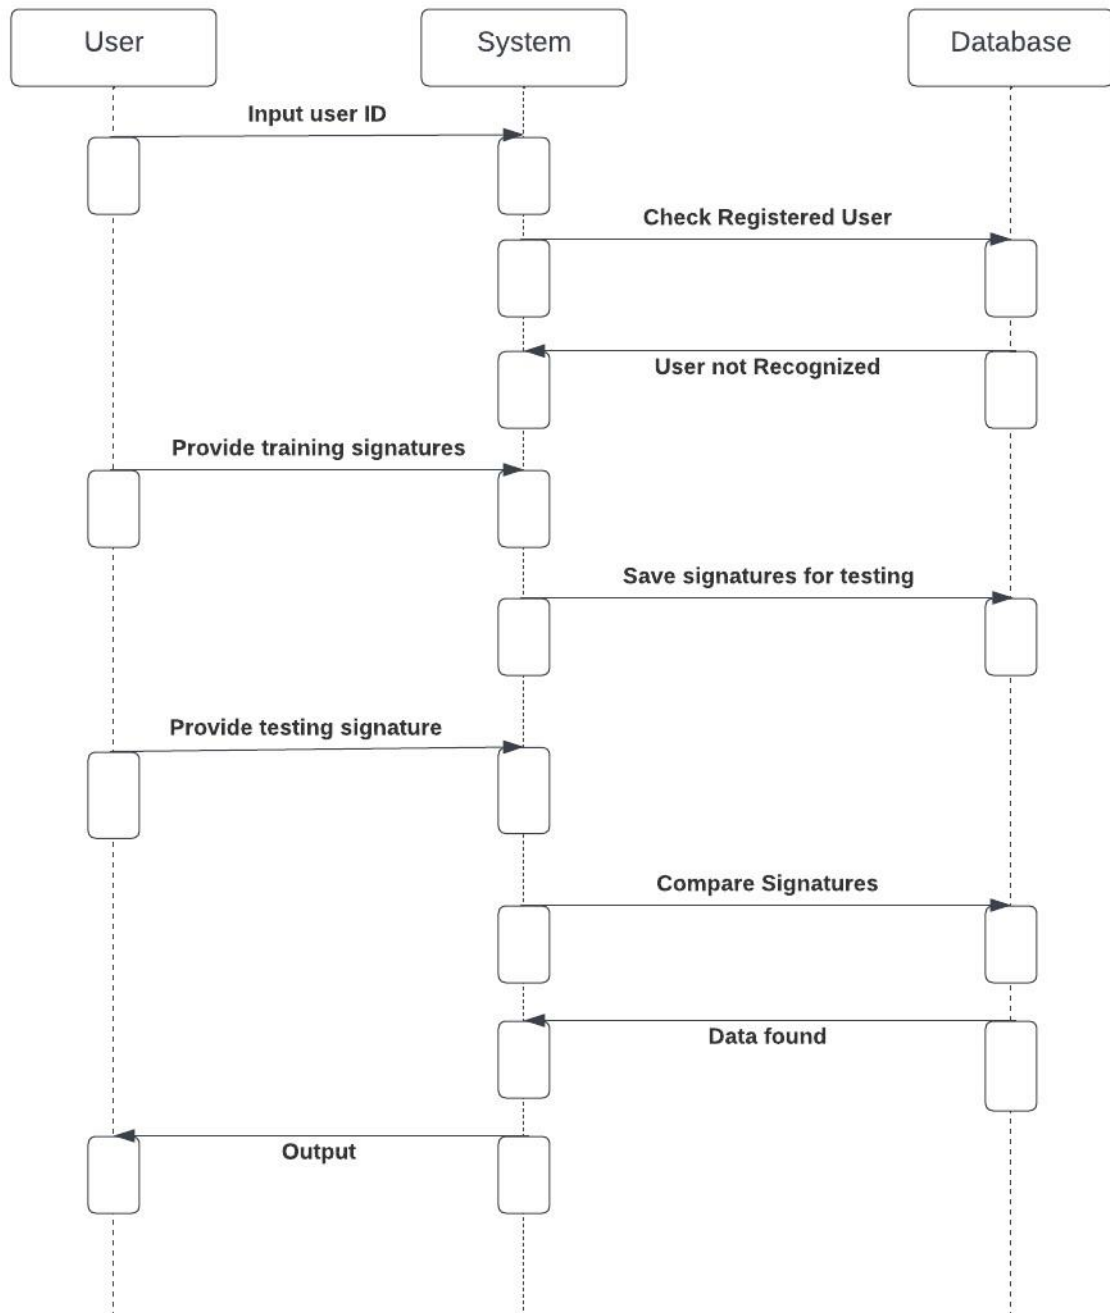 User
System
Database
Input user ID
Check Registered User
User not Recognized
Provide training signatures
Save signatures for testing
Provide testing signature
Compare Signatures
Data found
Output